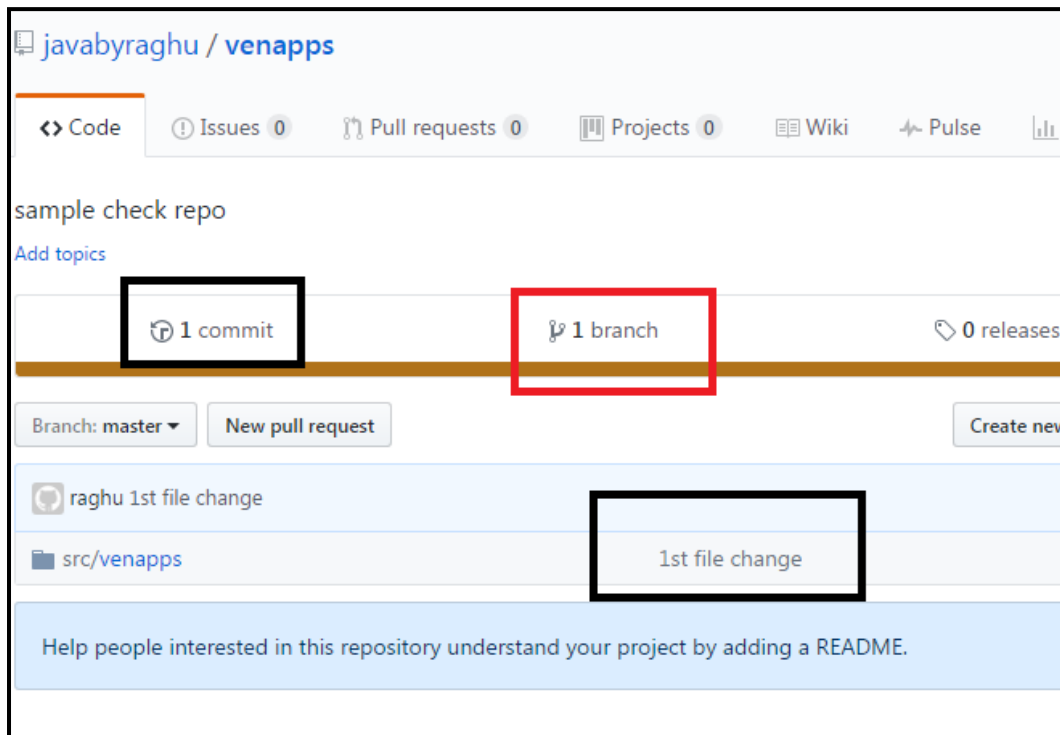 javabyraghu / venapps
Code Issues 0 Pull requests 0 Projects 0 Wiki Pulse
sample check repo
Add topics
1 commit 1 branch 0 releases
Branch: master New pull request Create new
raghu 1st file change
src/venapps 1st file change
Help people interested in this repository understand your project by adding a README.